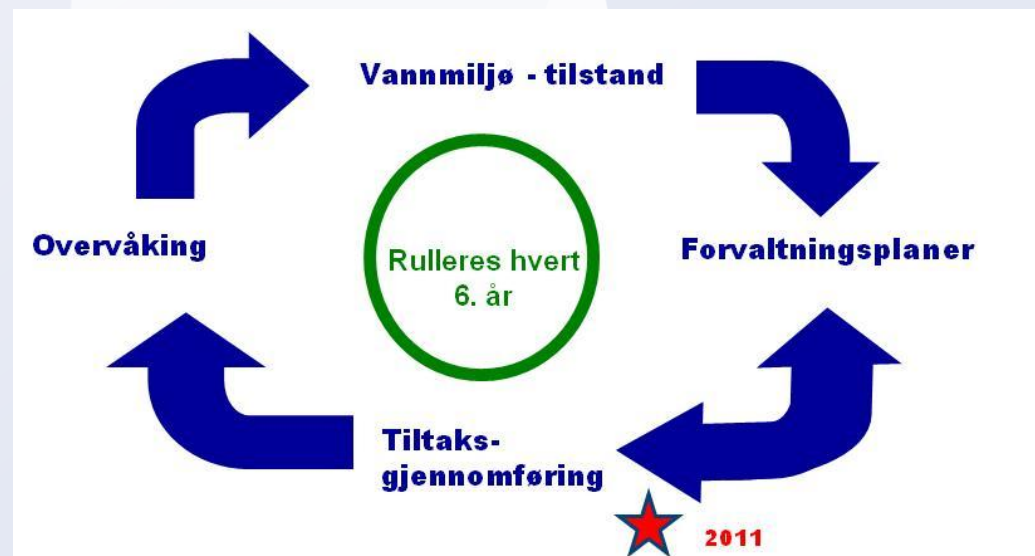 Vannmiljø - tilstand
Overvåking
Forvaltningsplaner
Rulleres hvert
6. år
Tiltaks-
gjennomføring
2011